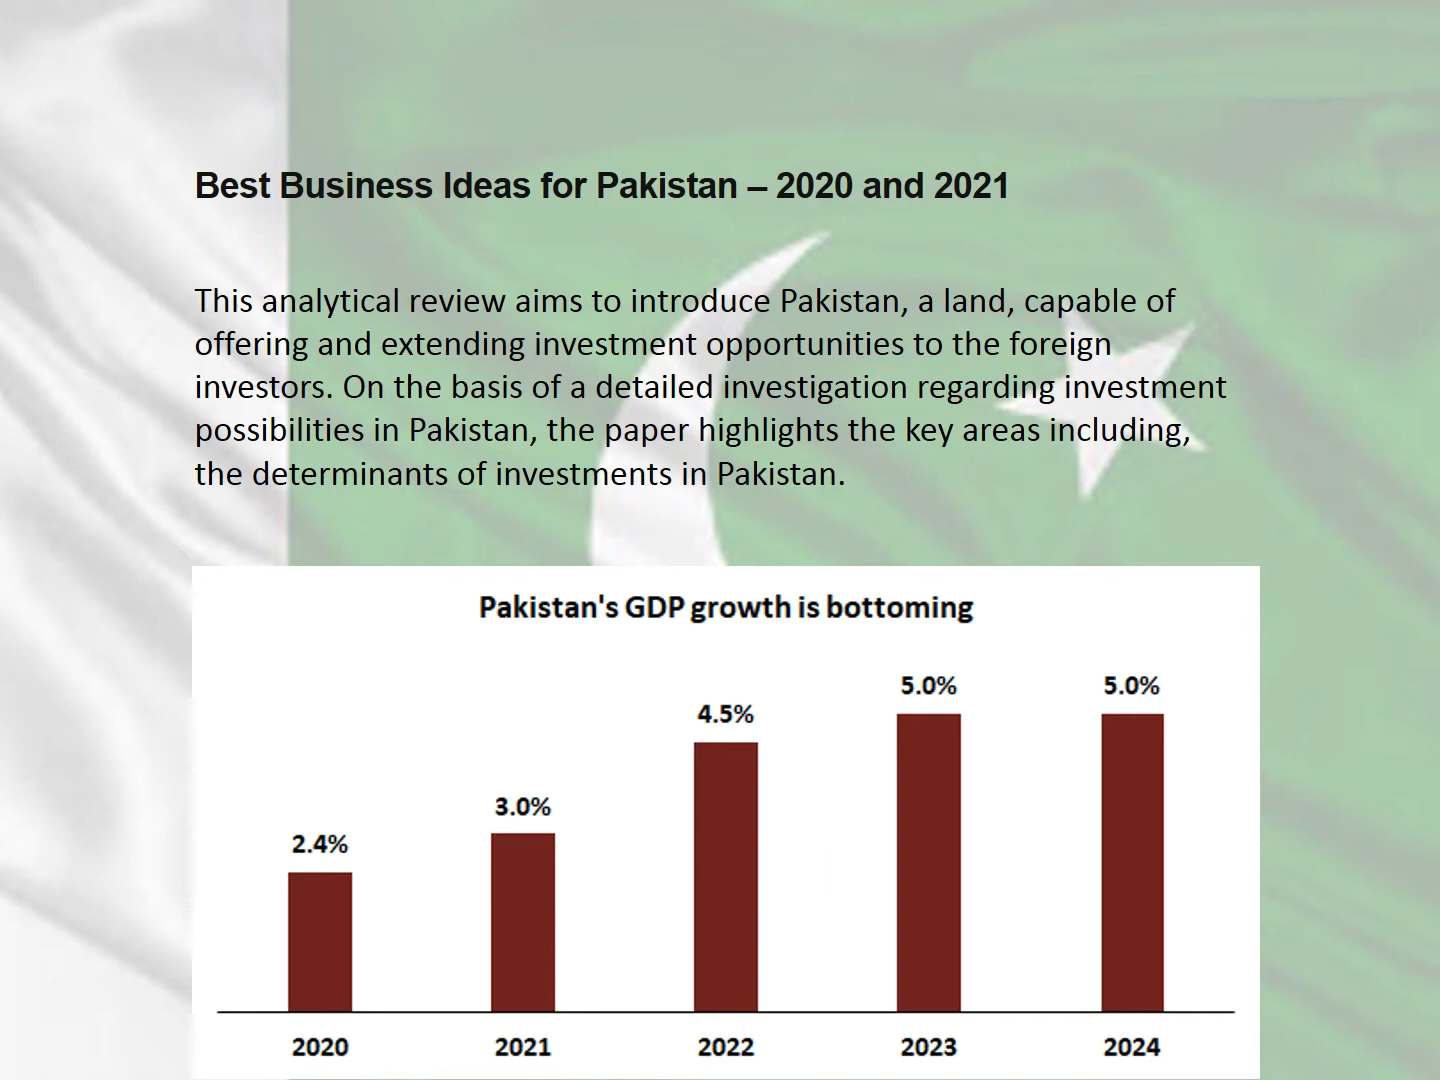 Best Business Ideas for Pakistan – 2020 and 2021
This analytical review aims to introduce Pakistan, a land, capable of
offering and extending investment opportunities to the foreign
investors. On the basis of a detailed investigation regarding investment
possibilities in Pakistan, the paper highlights the key areas including,
the determinants of investments in Pakistan.
Pakistan's GDP growth is bottoming
2.4% 3.0% 4.5% 5.0% 5.0%
2020 2021 2022 2023 2024